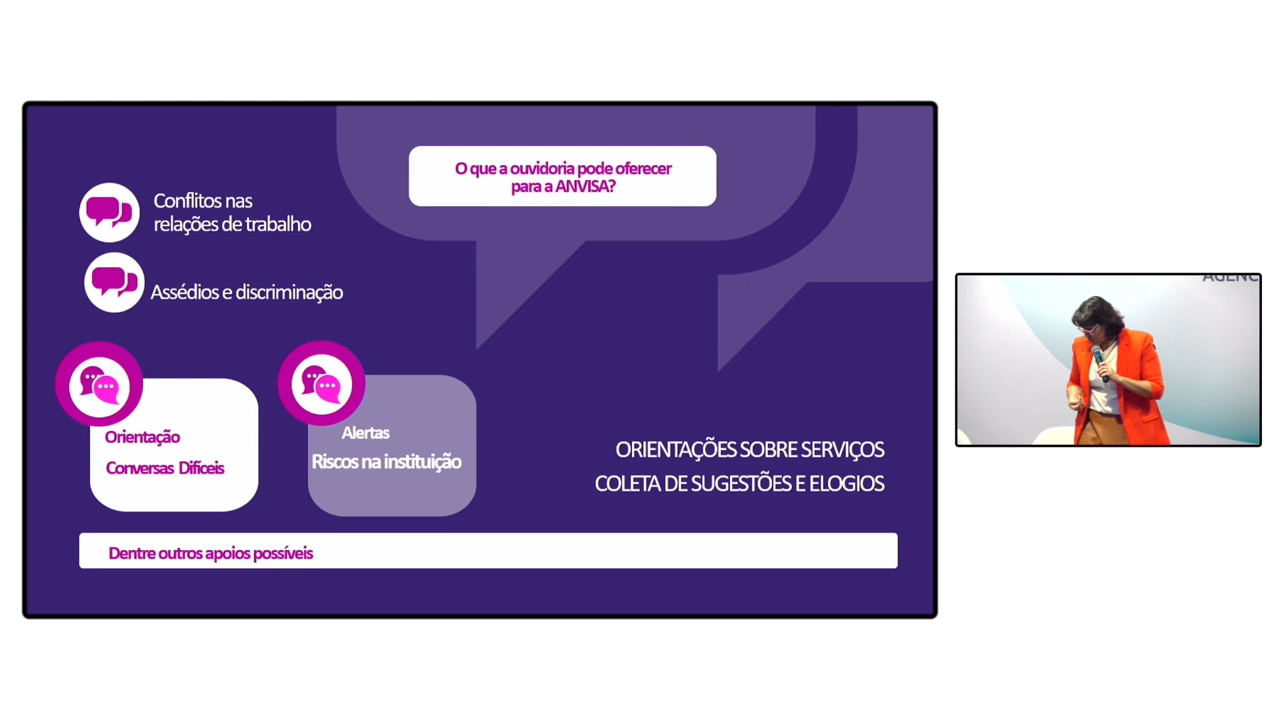 O que a ouvidoria pode oferecer
para a ANVISA?
Conflitos nas
relações de trabalho
Assédios e discriminação
Orientação
Conversas Difíceis
Alertas
Riscos na instituição
ORIENTAÇÕES SOBRE SERVIÇOS
COLETA DE SUGESTÕES E ELOGIOS
Dentre outros apoios possíveis